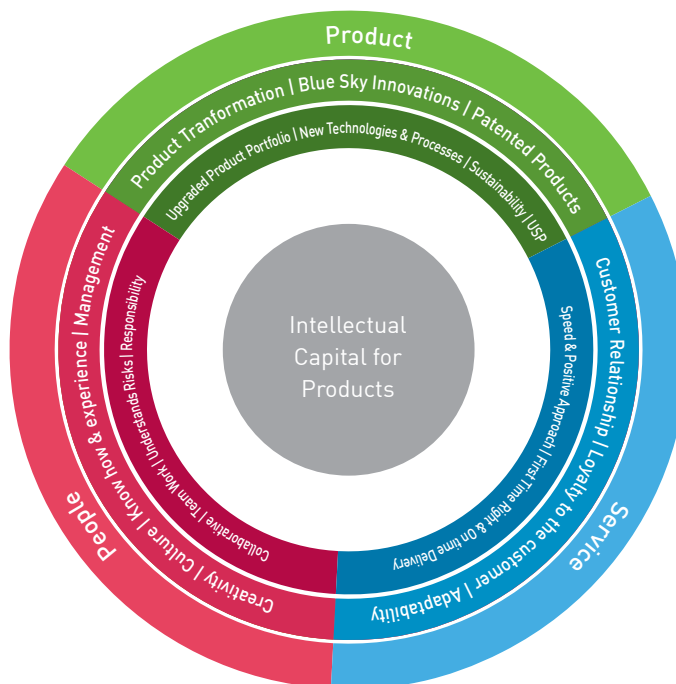 Product
Product Tranformation | Blue Sky Innovations | Patented Products
Upgraded Product Portfolio | New Technologies & Processes | Sustainability | USP
Service
Customer Relationship | Loyalty to the customer | Adaptability
Speed & Positive Approach | First Time Right & On time Delivery
People
Creativity | Culture | Know how & experience | Management
Collaborative | Team Work | Understands Risks | Responsibility
Intellectual
Capital for
Products